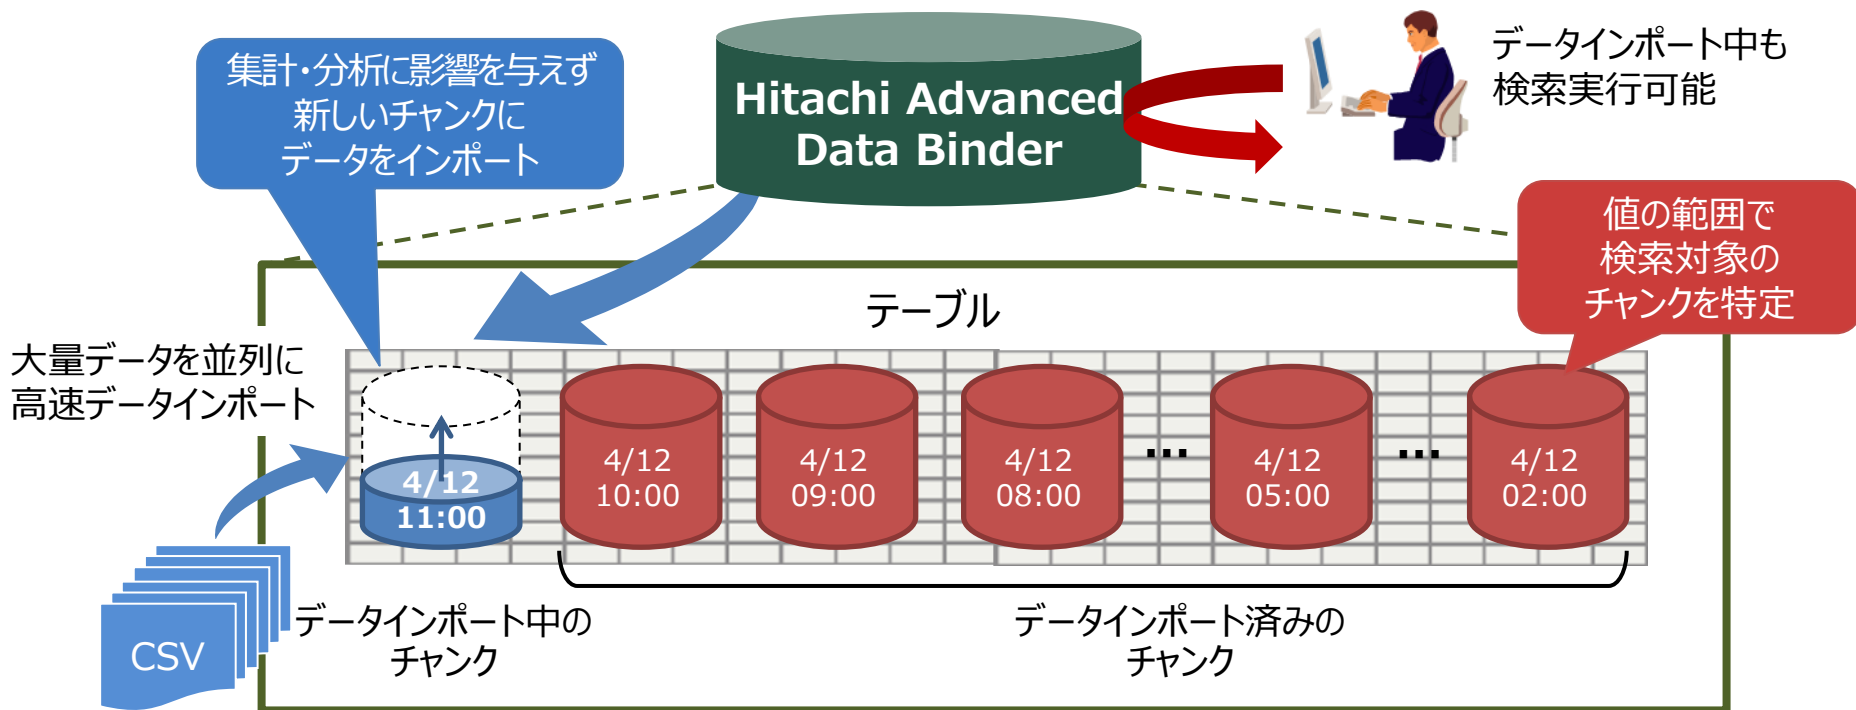 集計・分析に影響を与えず
新しいチャンクに
データをインポート
Hitachi Advanced
Data Binder
データインポート中も
検索実行可能
値の範囲で
検索対象の
チャンクを特定
テーブル
大量データを並列に
高速データインポート
4/12
11:00
4/12
10:00
4/12
09:00
4/12
08:00
…
4/12
05:00
…
4/12
02:00
CSV
データインポート中の
チャンク
データインポート済みの
チャンク